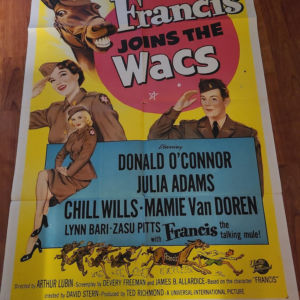 Francis
JOINS THE
WACS
Starring
DONALD O'CONNOR
JULIA ADAMS
CHILL WILLS • MAMIE VAN DOREN
LYNN BARI • ZASU PITTS
with Francis the talking mule!
Directed by ARTHUR LUBIN • Screenplay by DEVERY FREEMAN and JAMES B. ALLARDICE • Based on the character "FRANCIS"
created by DAVID STERN • Produced by TED RICHMOND • A UNIVERSAL-INTERNATIONAL PICTURE